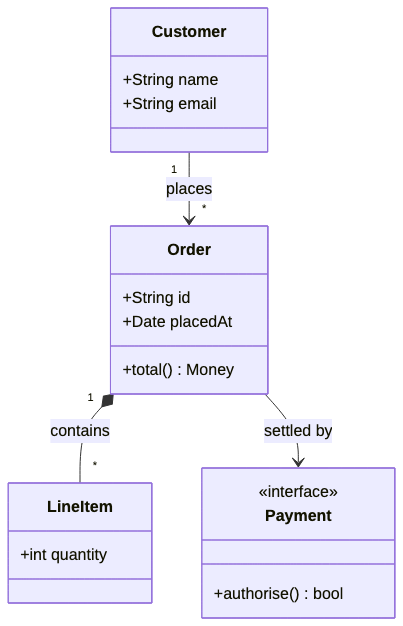 Customer
+String name
+String email
1
places
*
Order
+String id
+Date placedAt
+total() : Money
1
contains
*
settled by
LineItem
+int quantity
«interface»
Payment
+authorise() : bool